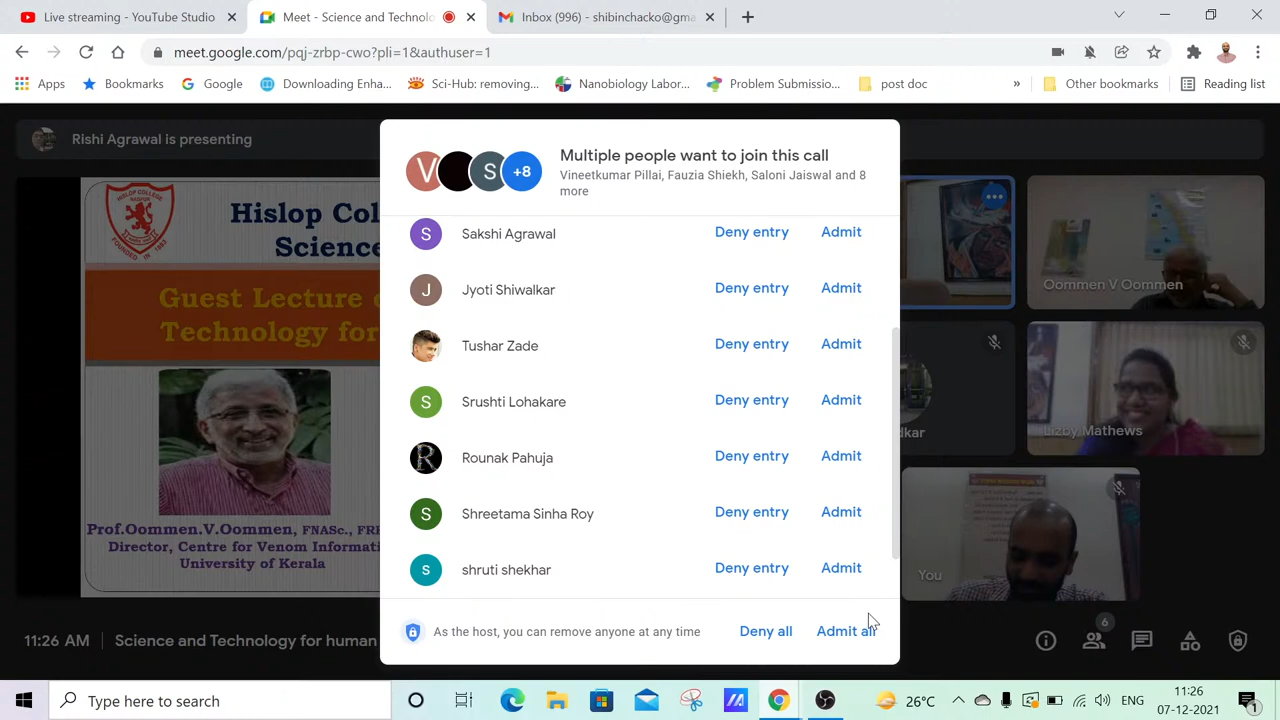 Live streaming - YouTube Studio
Meet - Science and Technolo
Inbox (996) - shibinchacko@gma
meet.google.com/pqj-zrbp-cwo?pli=1&authuser=1
Apps
Bookmarks
Google
Downloading Enha...
Sci-Hub: removing...
Nanobiology Labor...
Problem Submissio...
post doc
»
Other bookmarks
Reading list
Rishi Agrawal is presenting
Hislop Col
Science
Guest Lecture
Technology for
Prof.Oommen.V.Oommen, FNASc., FR
Director, Centre for Venom Informati
University of Kerala
V
S
+8
Multiple people want to join this call
Vineetkumar Pillai, Fauzia Shiekh, Saloni Jaiswal and 8
more
S Sakshi Agrawal Deny entry Admit
J Jyoti Shiwalkar Deny entry Admit
Tushar Zade Deny entry Admit
S Srushti Lohakare Deny entry Admit
R Rounak Pahuja Deny entry Admit
S Shreetama Sinha Roy Deny entry Admit
s shruti shekhar Deny entry Admit
As the host, you can remove anyone at any time
Deny all
Admit all
Oommen V Oommen
dkar
Lizby Mathews
You
11:26 AM
Science and Technology for human
6
Type here to search
26°C
ENG
11:26
07-12-2021
1